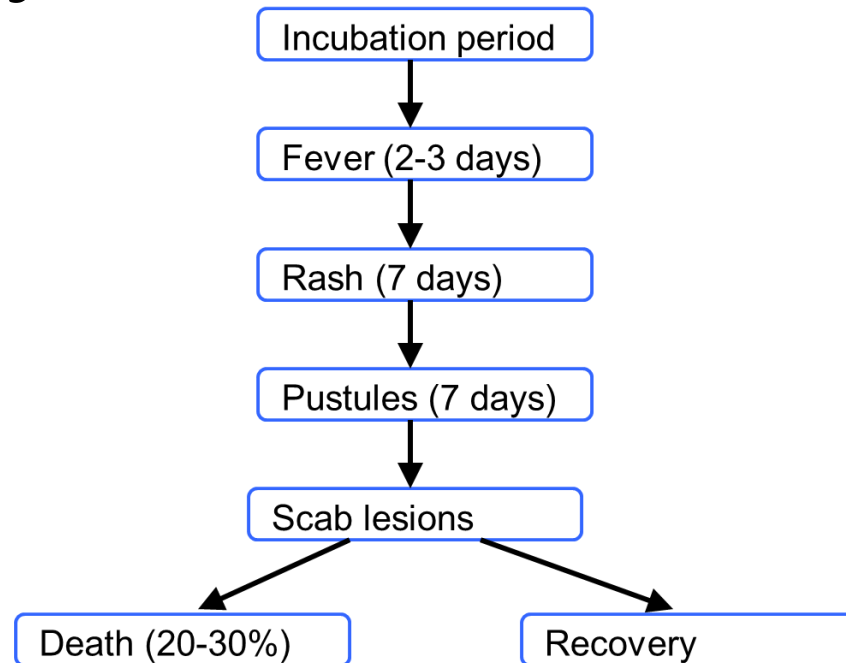 Incubation period
Fever (2-3 days)
Rash (7 days)
Pustules (7 days)
Scab lesions
Death (20-30%)
Recovery